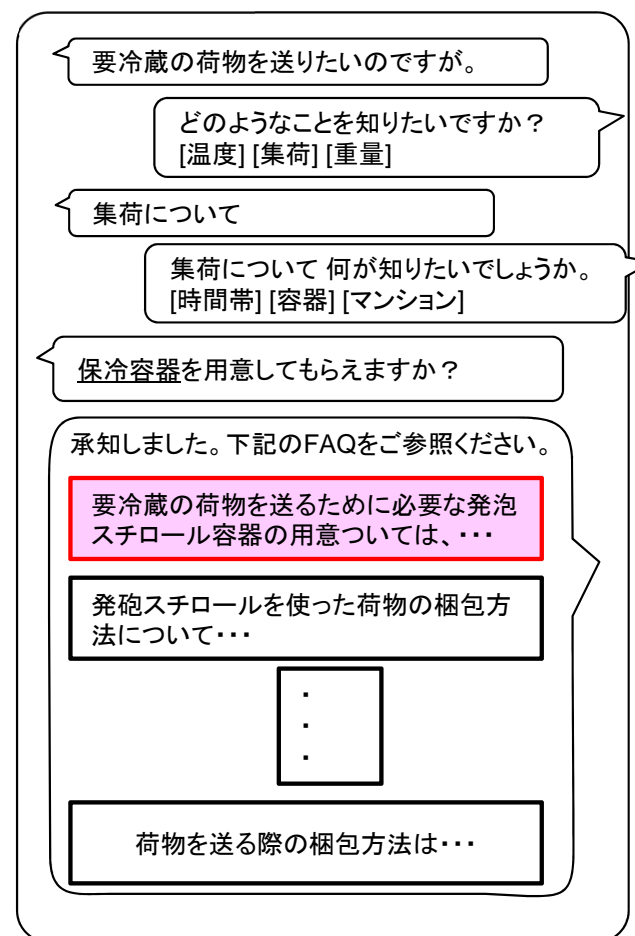 要冷蔵の荷物を送りたいのですが。
どのようなことを知りたいですか？
[温度] [集荷] [重量]
集荷について
集荷について 何が知りたいでしょうか。
[時間帯] [容器] [マンション]
保冷容器を用意してもらえますか？
承知しました。下記のFAQをご参照ください。
要冷蔵の荷物を送るために必要な発泡
スチロール容器の用意ついては、・・・
発砲スチロールを使った荷物の梱包方
法について・・・
・
・
・
荷物を送る際の梱包方法は・・・